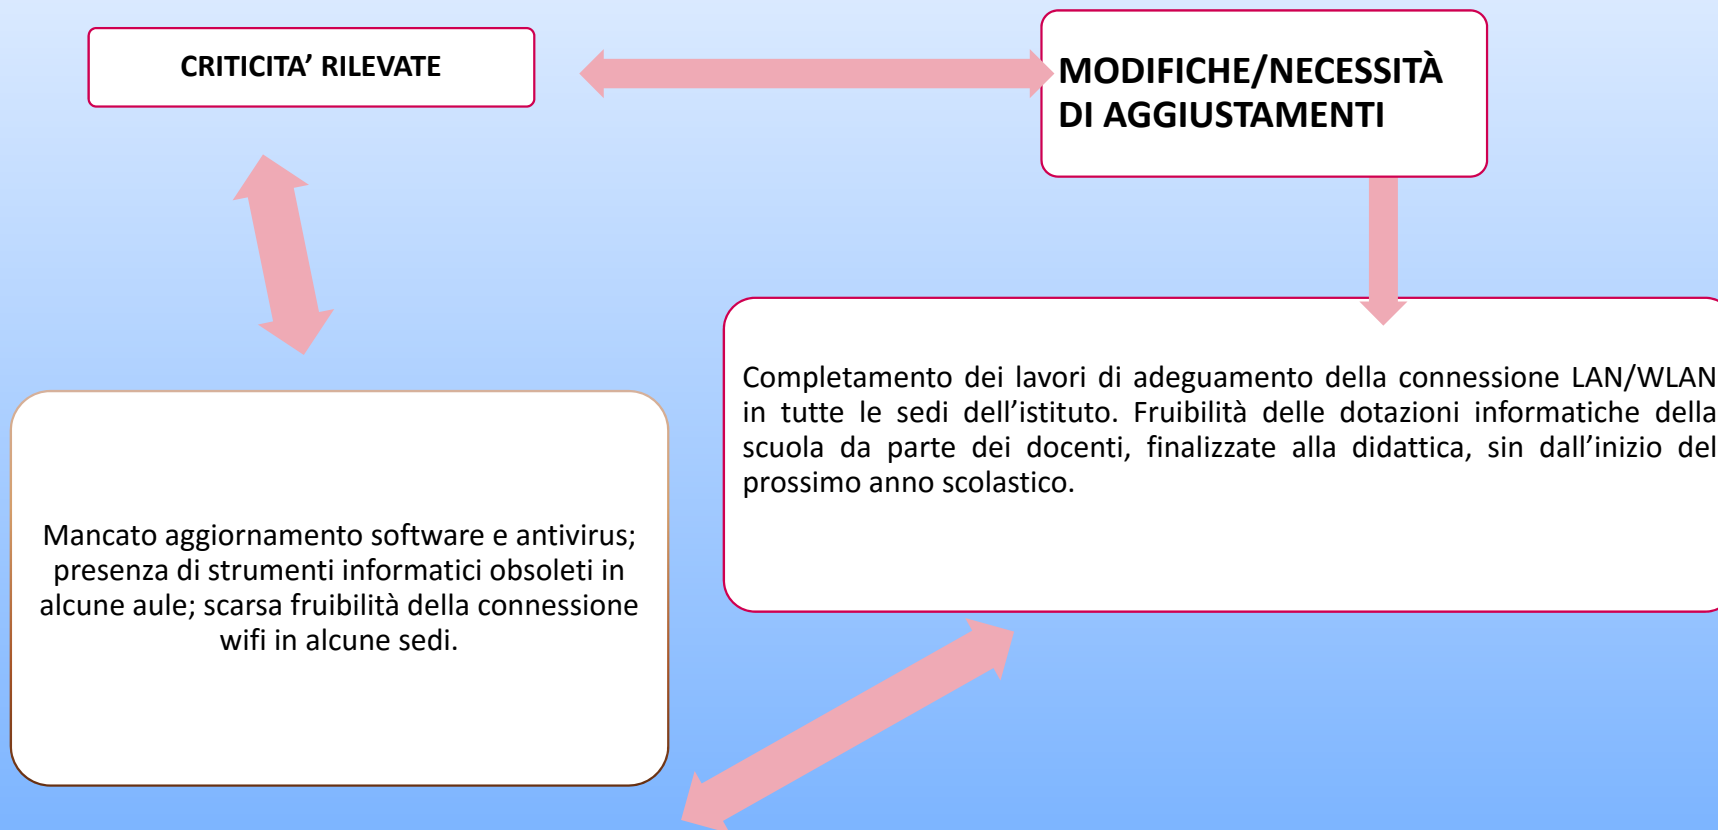 CRITICITA’ RILEVATE
MODIFICHE/NECESSITÀ
DI AGGIUSTAMENTI
Completamento dei lavori di adeguamento della connessione LAN/WLAN
in tutte le sedi dell’istituto. Fruibilità delle dotazioni informatiche della
scuola da parte dei docenti, finalizzate alla didattica, sin dall’inizio del
prossimo anno scolastico.
Mancato aggiornamento software e antivirus;
presenza di strumenti informatici obsoleti in
alcune aule; scarsa fruibilità della connessione
wifi in alcune sedi.